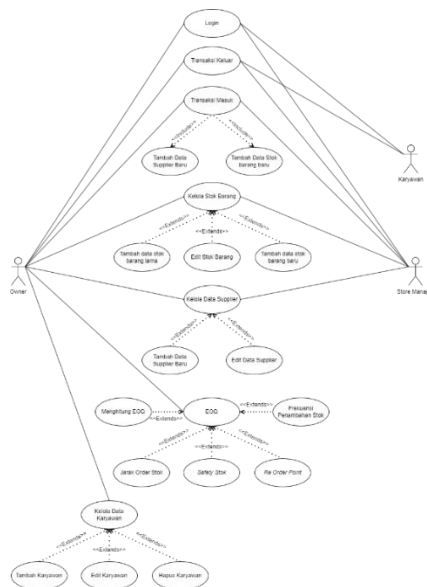 Login
Transaksi Keluar
Transaksi Masuk
<<Include>>
<<Include>>
Tambah Data
Supplier Baru
Tambah Data Stok
barang baru
Karyawan
Kelola Stok Barang
<<Extends>>
<<Extends>>
<<Extends>>
Tambah data stok
barang lama
Edit Stok Barang
Tambah data stok
barang baru
Owner
Store Manag
Kelola Data Supplier
<<Extends>>
<<Extends>>
Tambah Data
Supplier Baru
Edit Data Supplier
Menghitung EOQ
<<Extends>>
EOQ
<<Extends>>
Frekuensi
Penambahan Stok
<<Extends>>
<<Extends>>
<<Extends>>
Jarak Order Stok
Safety Stok
Re Order Point
Kelola Data
Karyawan
<<Extends>>
<<Extends>>
<<Extends>>
Tambah Karyawan
Edit Karyawan
Hapus Karyawan